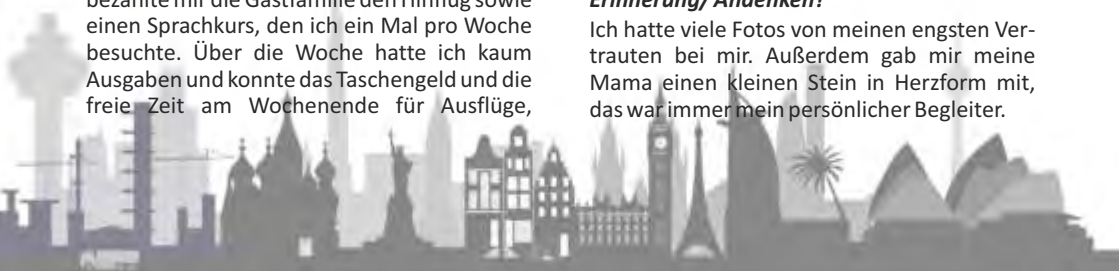 bezahlte mir die Gastfamilie den Hinflug sowie
einen Sprachkurs, den ich ein Mal pro Woche
besuchte. Über die Woche hatte ich kaum
Ausgaben und konnte das Taschengeld und die
freie Zeit am Wochenende für Ausflüge,
Erinnerung/ Andenken?
Ich hatte viele Fotos von meinen engsten Ver-
trauten bei mir. Außerdem gab mir meine
Mama einen kleinen Stein in Herzform mit,
das war immer mein persönlicher Begleiter.